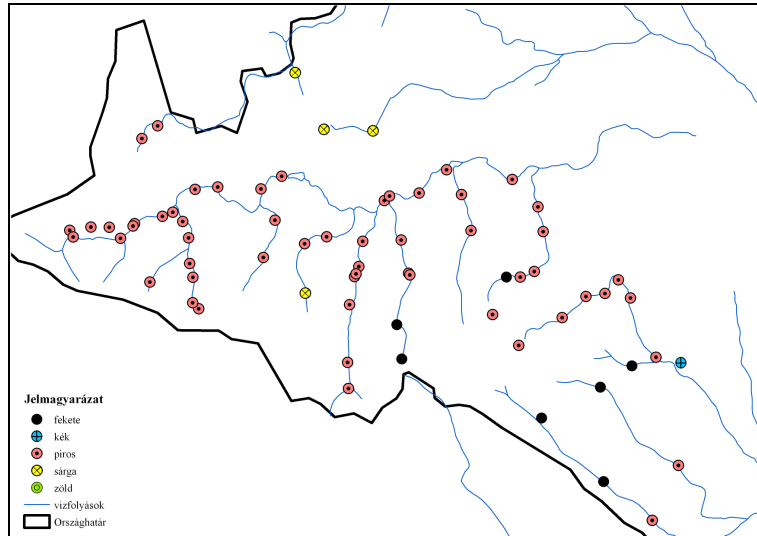 Jelmagyarázat
fekete
kék
piros
sárga
zöld
vízfolyások
Országhatár